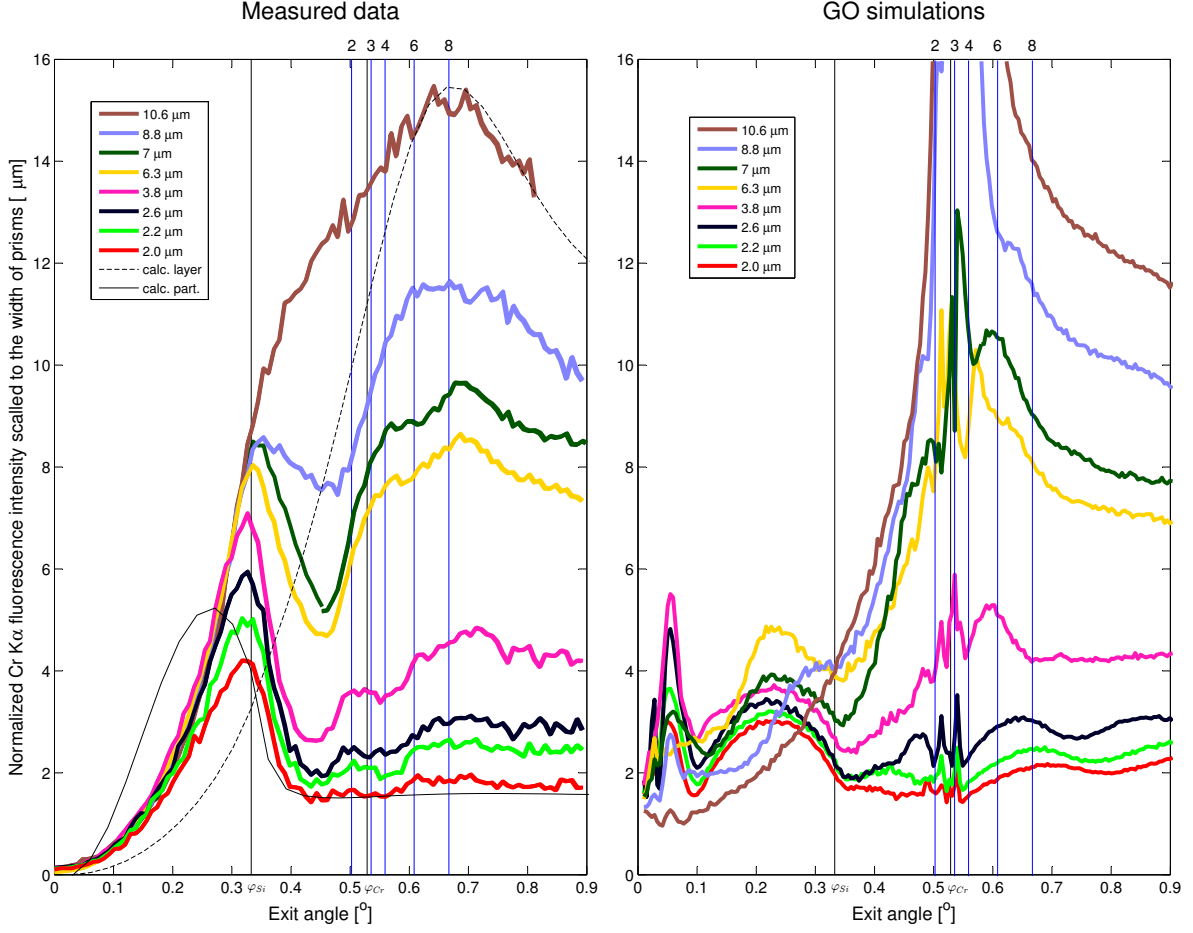 Measured data
GO simulations
2 3 4 6 8
2 3 4 6 8
Normalized Cr Kα fluorescence intensity scalled to the width of prisms [ μm]
16
14
12
10
8
6
4
2
0
10.6 μm
8.8 μm
7 μm
6.3 μm
3.8 μm
2.6 μm
2.2 μm
2.0 μm
calc. layer
calc. part.
0 0.1 0.2 0.3 φSi 0.4 0.5 φCr 0.6 0.7 0.8 0.9
Exit angle [o]
16
14
12
10
8
6
4
2
0
10.6 μm
8.8 μm
7 μm
6.3 μm
3.8 μm
2.6 μm
2.2 μm
2.0 μm
0 0.1 0.2 0.3 φSi 0.4 0.5 φCr 0.6 0.7 0.8 0.9
Exit angle [o]